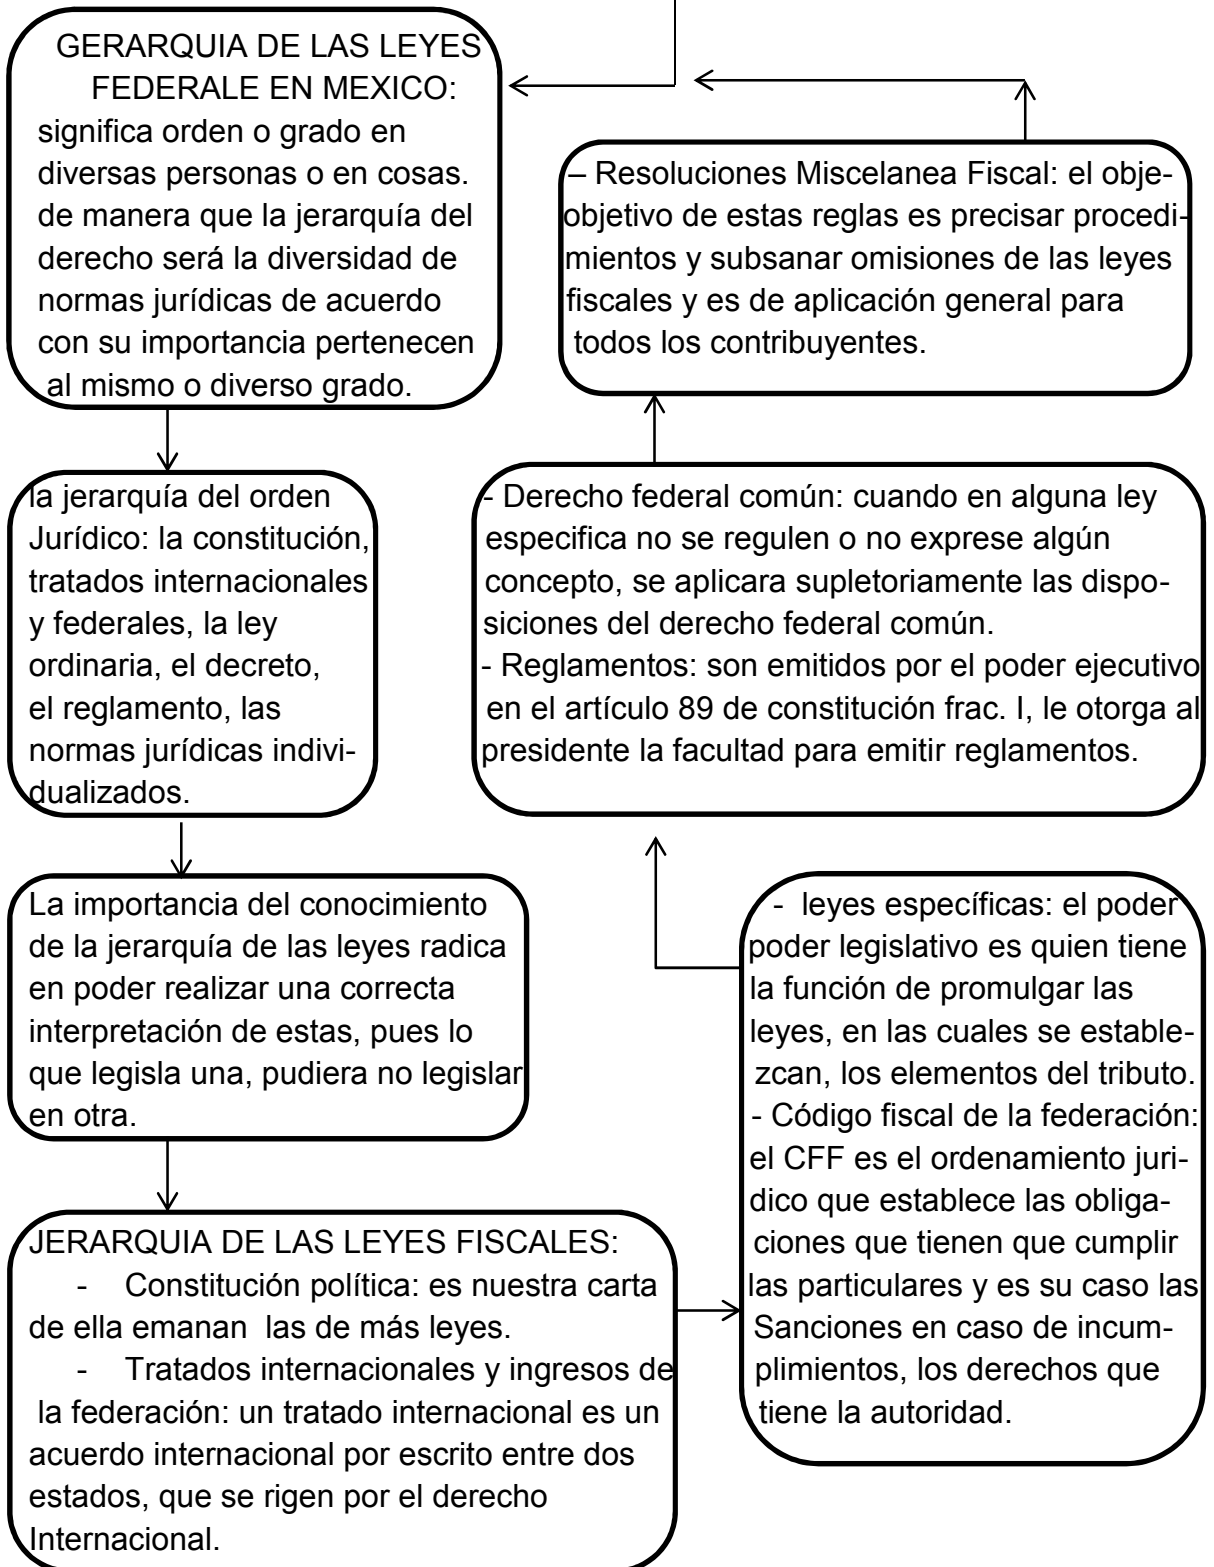 GERARQUIA DE LAS LEYES
FEDERALE EN MEXICO:
significa orden o grado en
diversas personas o en cosas.
de manera que la jerarquía del
derecho será la diversidad de
normas jurídicas de acuerdo
con su importancia pertenecen
al mismo o diverso grado.
la jerarquía del orden
Jurídico: la constitución,
tratados internacionales
y federales, la ley
ordinaria, el decreto,
el reglamento, las
normas jurídicas indivi-
dualizados.
La importancia del conocimiento
de la jerarquía de las leyes radica
en poder realizar una correcta
interpretación de estas, pues lo
que legisla una, pudiera no legislar
en otra.
JERARQUIA DE LAS LEYES FISCALES:
- Constitución política: es nuestra carta
de ella emanan las de más leyes.
- Tratados internacionales y ingresos de
la federación: un tratado internacional es un
acuerdo internacional por escrito entre dos
estados, que se rigen por el derecho
Internacional.
- leyes específicas: el poder
poder legislativo es quien tiene
la función de promulgar las
leyes, en las cuales se estable-
zcan, los elementos del tributo.
- Código fiscal de la federación:
el CFF es el ordenamiento juri-
dico que establece las obliga-
ciones que tienen que cumplir
las particulares y es su caso las
Sanciones en caso de incum-
plimientos, los derechos que
tiene la autoridad.
- Derecho federal común: cuando en alguna ley
especifica no se regulen o no exprese algún
concepto, se aplicara supletoriamente las dispo-
siciones del derecho federal común.
- Reglamentos: son emitidos por el poder ejecutivo
en el artículo 89 de constitución frac. I, le otorga al
presidente la facultad para emitir reglamentos.
– Resoluciones Miscelanea Fiscal: el obje-
objetivo de estas reglas es precisar procedi-
mientos y subsanar omisiones de las leyes
fiscales y es de aplicación general para
todos los contribuyentes.